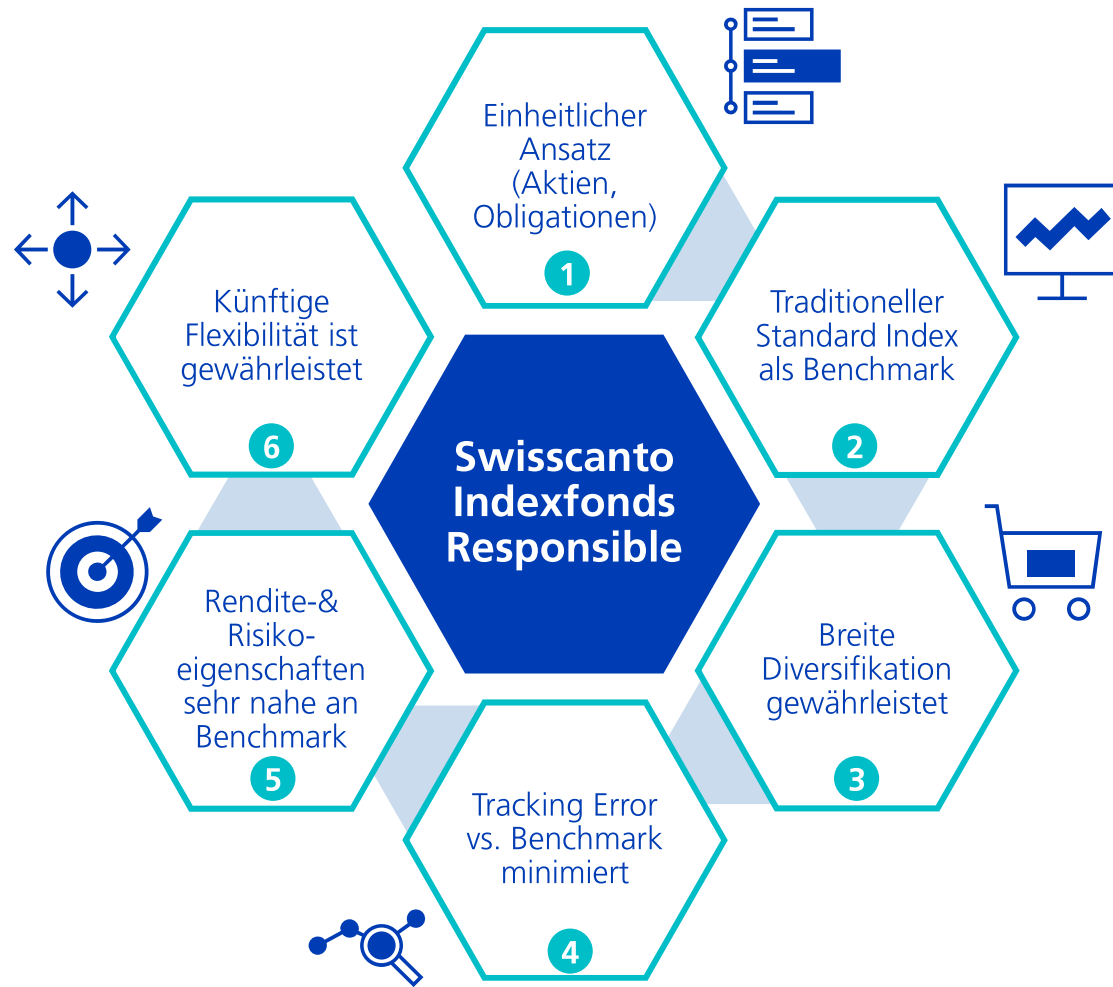 Einheitlicher
Ansatz
(Aktien,
Obligationen)
1
Traditioneller
Standard Index
als Benchmark
2
Breite
Diversifikation
gewährleistet
3
Tracking Error
vs. Benchmark
minimiert
4
Rendite-&
Risiko-
eigenschaften
sehr nahe an
Benchmark
5
Künftige
Flexibilität ist
gewährleistet
6
Swisscanto
Indexfonds
Responsible